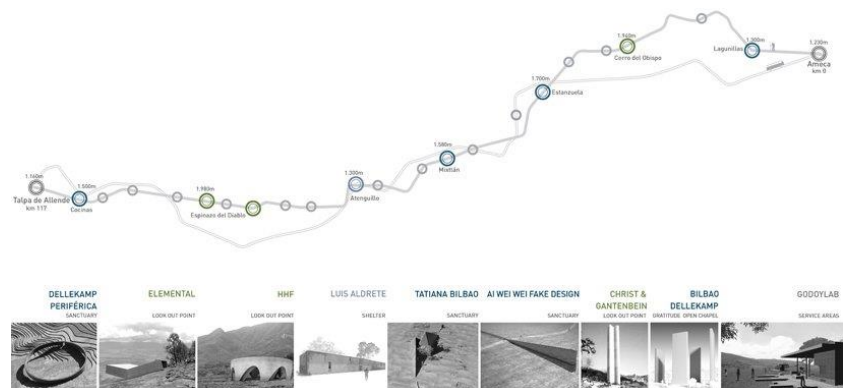 1.960m
Cerro del Obispo
1.300m
Lagunillas
1.230m
Ameca
km 0
1.700m
Estanzuela
1.580m
Mixtlán
1.300m
Atenguillo
1.160m
Talpa de Allende
km 117
1.550m
Cocinas
1.980m
Espinazo del Diablo
DELLEKAMP
PERIFÉRICA
SANCTUARY
ELEMENTAL
LOOK OUT POINT
HHF
LOOK OUT POINT
LUIS ALDRETE
SHELTER
TATIANA BILBAO
SANCTUARY
AI WEI WEI FAKE DESIGN
SANCTUARY
CHRIST &
GANTENBEIN
LOOK OUT POINT
BILBAO
DELLEKAMP
GRATITUDE OPEN CHAPEL
GODOYLAB
SERVICE AREAS